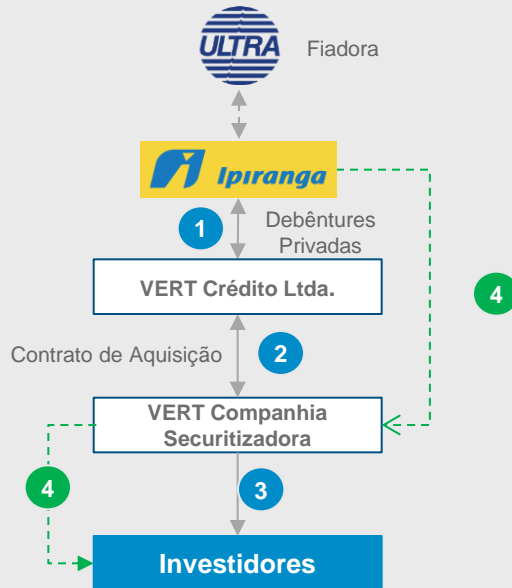 ULTRA
Fiadora
Ipiranga
1
Debêntures
Privadas
VERT Crédito Ltda.
4
Contrato de Aquisição
2
VERT Companhia
Securitizadora
4
3
Investidores